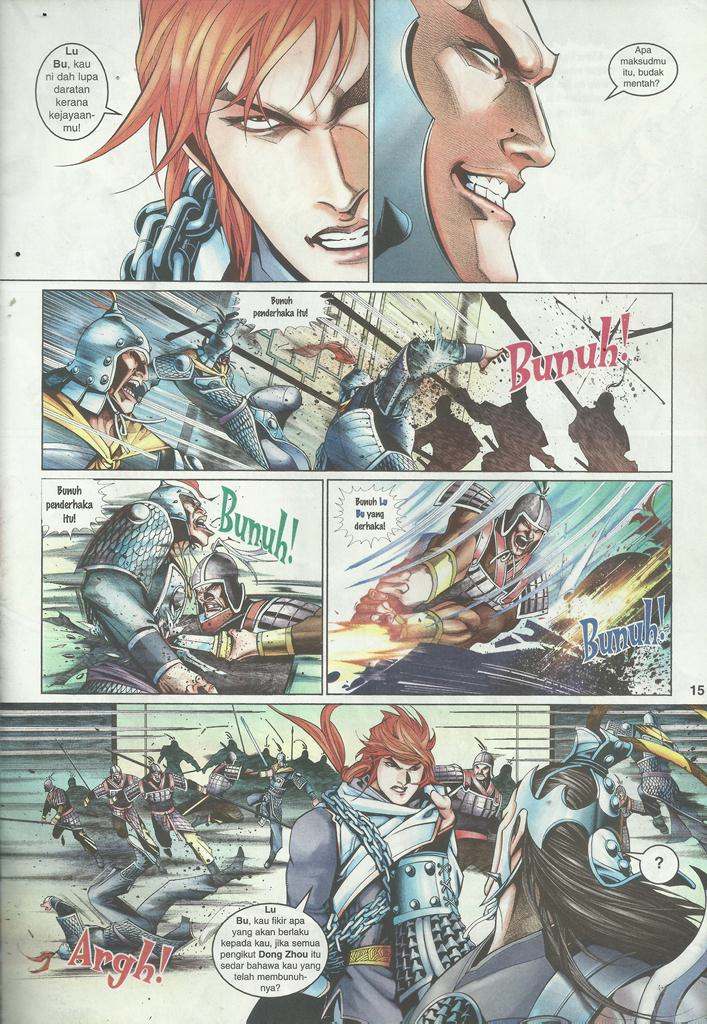 Lu
Bu, kau
ni dah lupa
daratan
kerana
kejayaan-
mu!
Apa
maksudmu
itu, budak
mentah?
Bunuh
penderhaka itu!
Bunuh!
Bunuh
penderhaka
itu!
Bunuh!
Bunuh Lu
Bu yang
derhaka!
Bunuh!
15
?
Argh!
Lu
Bu, kau fikir apa
yang akan berlaku
kepada kau, jika semua
pengikut Dong Zhou itu
sedar bahawa kau yang
telah membunuh-
nya?